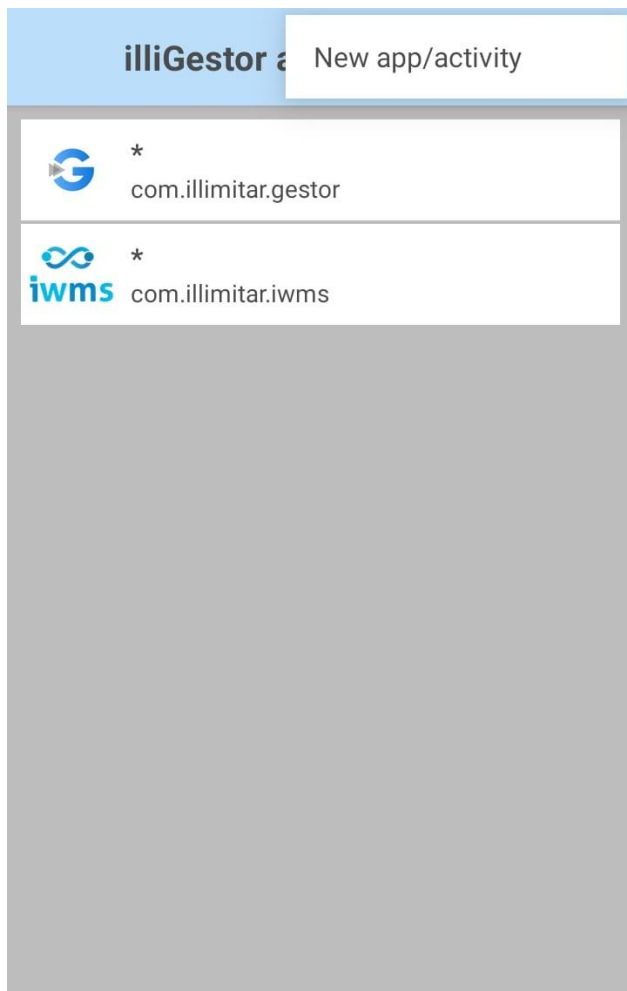 illiGestor a
New app/activity
*
com.illimitar.gestor
iwms
*
com.illimitar.iwms